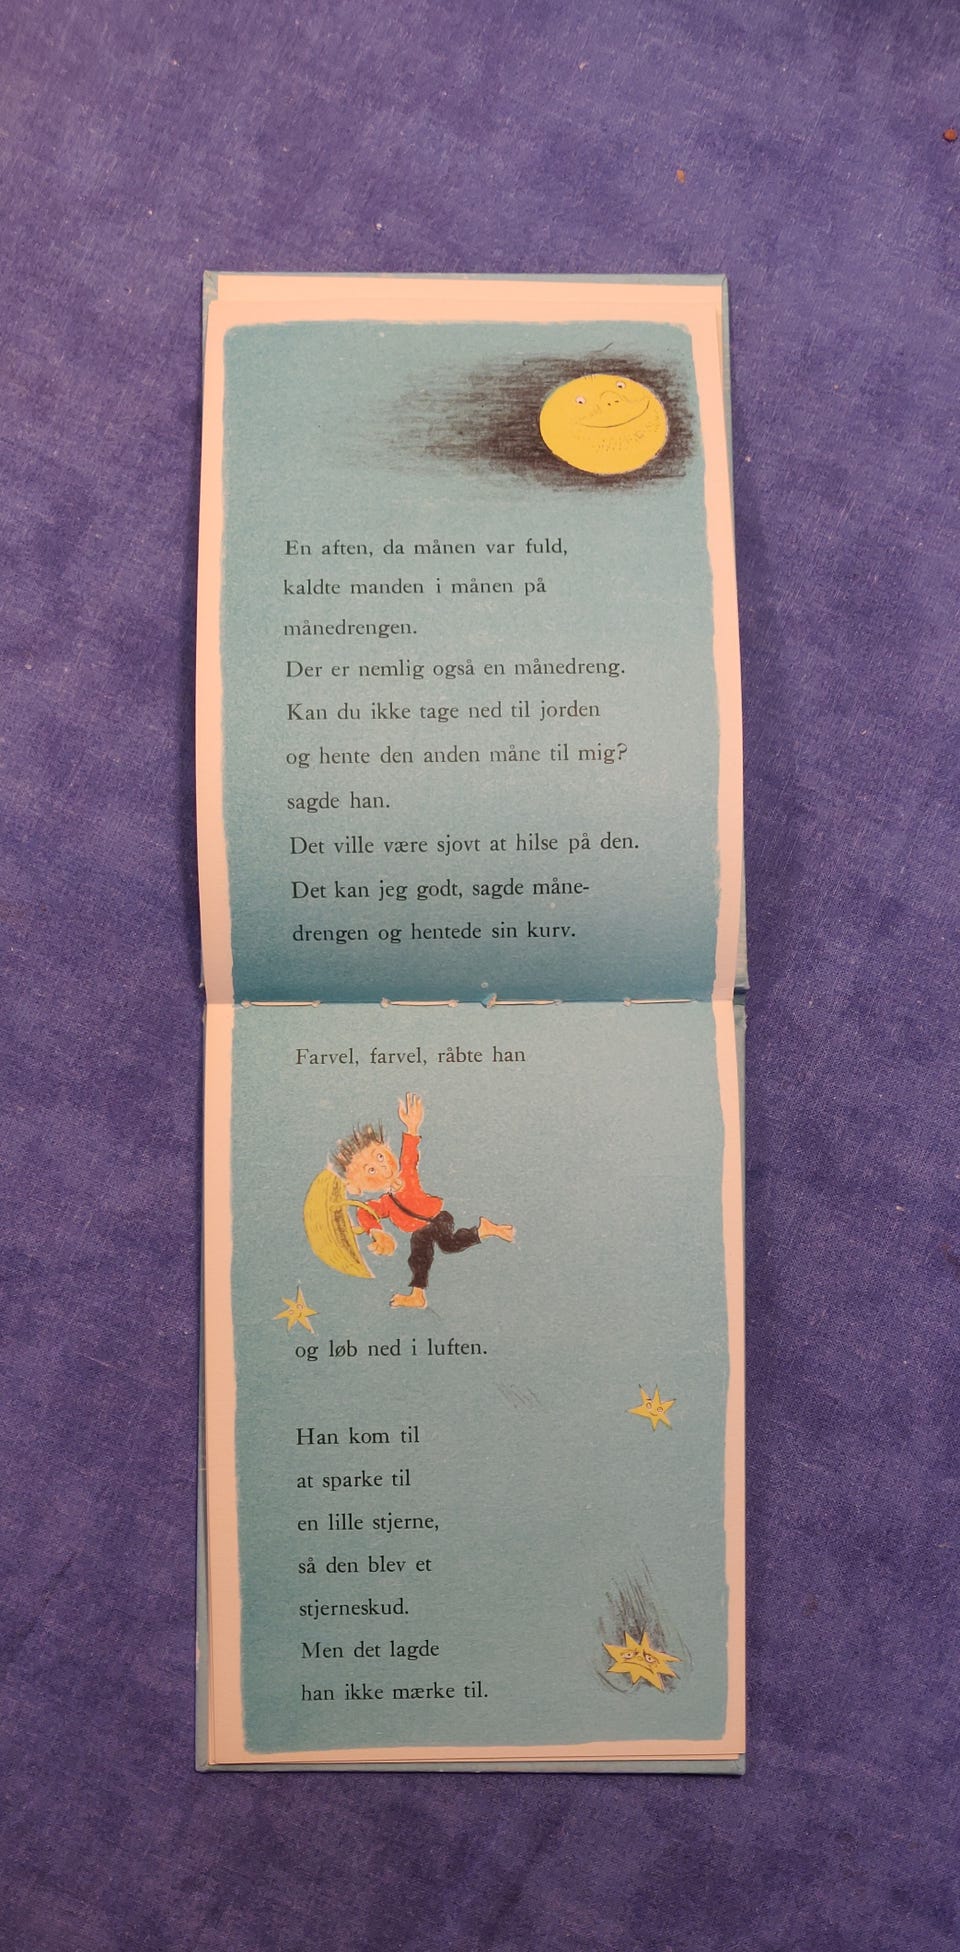 En aften, da månen var fuld,
kaldte manden i månen på
månedrengen.
Der er nemlig også en månedreng.
Kan du ikke tage ned til jorden
og hente den anden måne til mig?
sagde han.
Det ville være sjovt at hilse på den.
Det kan jeg godt, sagde måne-
drengen og hentede sin kurv.
Farvel, farvel, råbte han
og løb ned i luften.
Han kom til
at sparke til
en lille stjerne,
så den blev et
stjerneskud.
Men det lagde
han ikke mærke til.